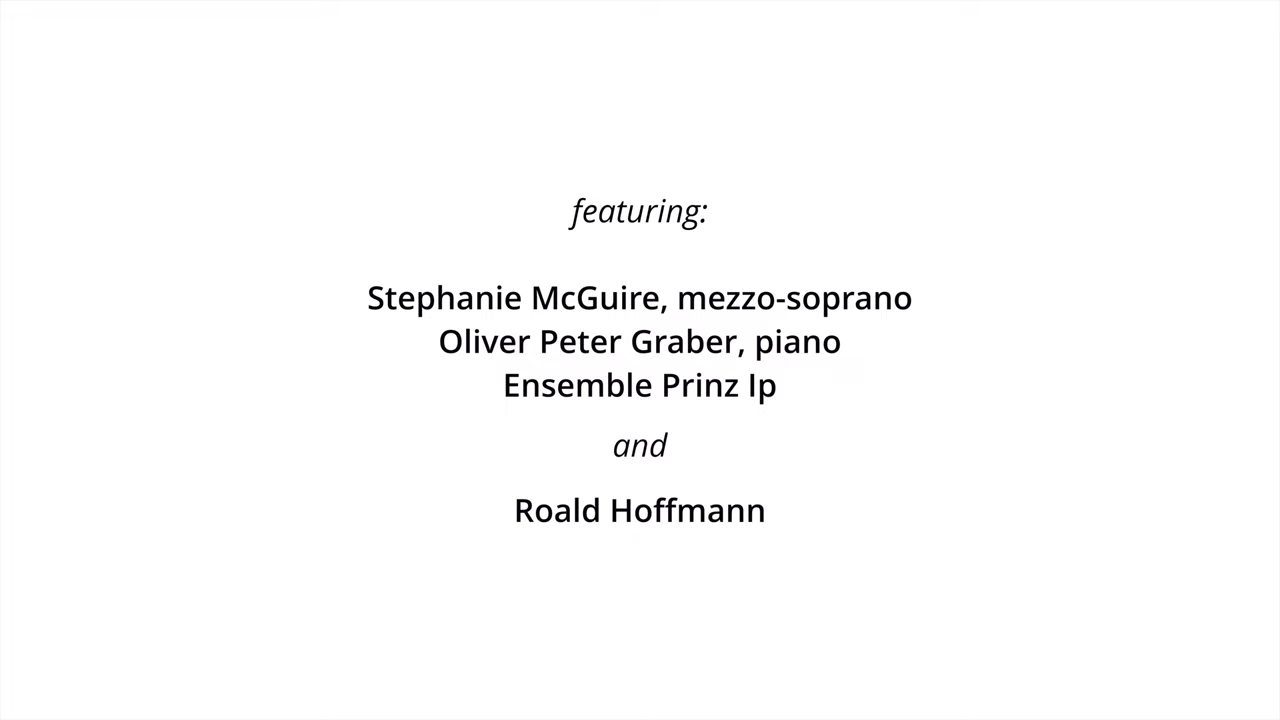 featuring:
Stephanie McGuire, mezzo-soprano
Oliver Peter Graber, piano
Ensemble Prinz Ip
and
Roald Hoffmann